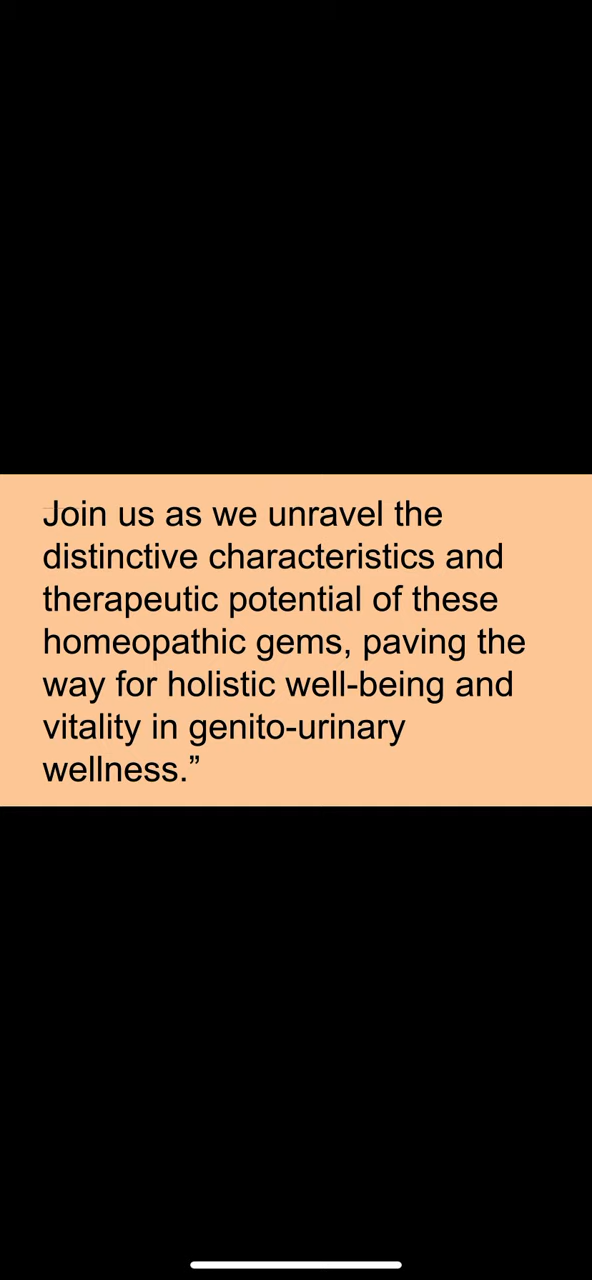 Join us as we unravel the
distinctive characteristics and
therapeutic potential of these
homeopathic gems, paving the
way for holistic well-being and
vitality in genito-urinary
wellness.”